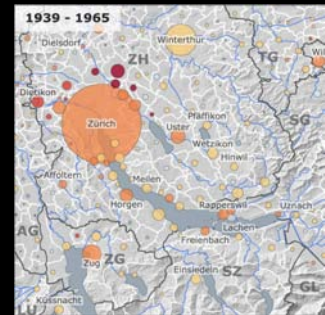 1939 - 1965
Winterthur
Dielsdorf
ZH
TG
Wil
Dietikon
Zürich
Pfäffikon
Uster
SG
Wetzikon
Hinwil
Affoltern
Meilen
Horgen
Rapperswil
Uznach
Lachen
AG
Freienbach
Zug
ZG
Einsiedeln
SZ
GL
LU
Küssnacht